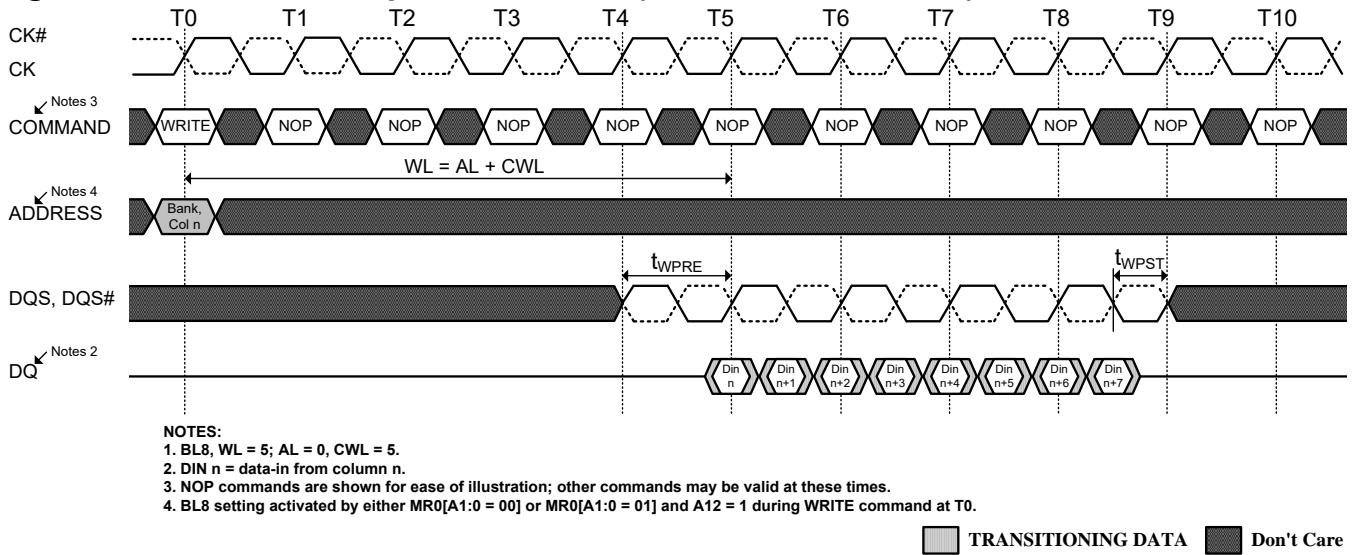 T0 T1 T2 T3 T4 T5 T6 T7 T8 T9 T10
CK#
CK
Notes 3
COMMAND
WRITE NOP NOP NOP NOP NOP NOP NOP NOP NOP NOP
WL = AL + CWL
Notes 4
ADDRESS
Bank,
Col n
tWPRE
tWPST
DQS, DQS#
Notes 2
DQ
Din Din Din Din Din Din Din Din
n n+1 n+2 n+3 n+4 n+5 n+6 n+7
NOTES:
1. BL8, WL = 5; AL = 0, CWL = 5.
2. DIN n = data-in from column n.
3. NOP commands are shown for ease of illustration; other commands may be valid at these times.
4. BL8 setting activated by either MR0[A1:0 = 00] or MR0[A1:0 = 01] and A12 = 1 during WRITE command at T0.
TRANSITIONING DATA
Don't Care